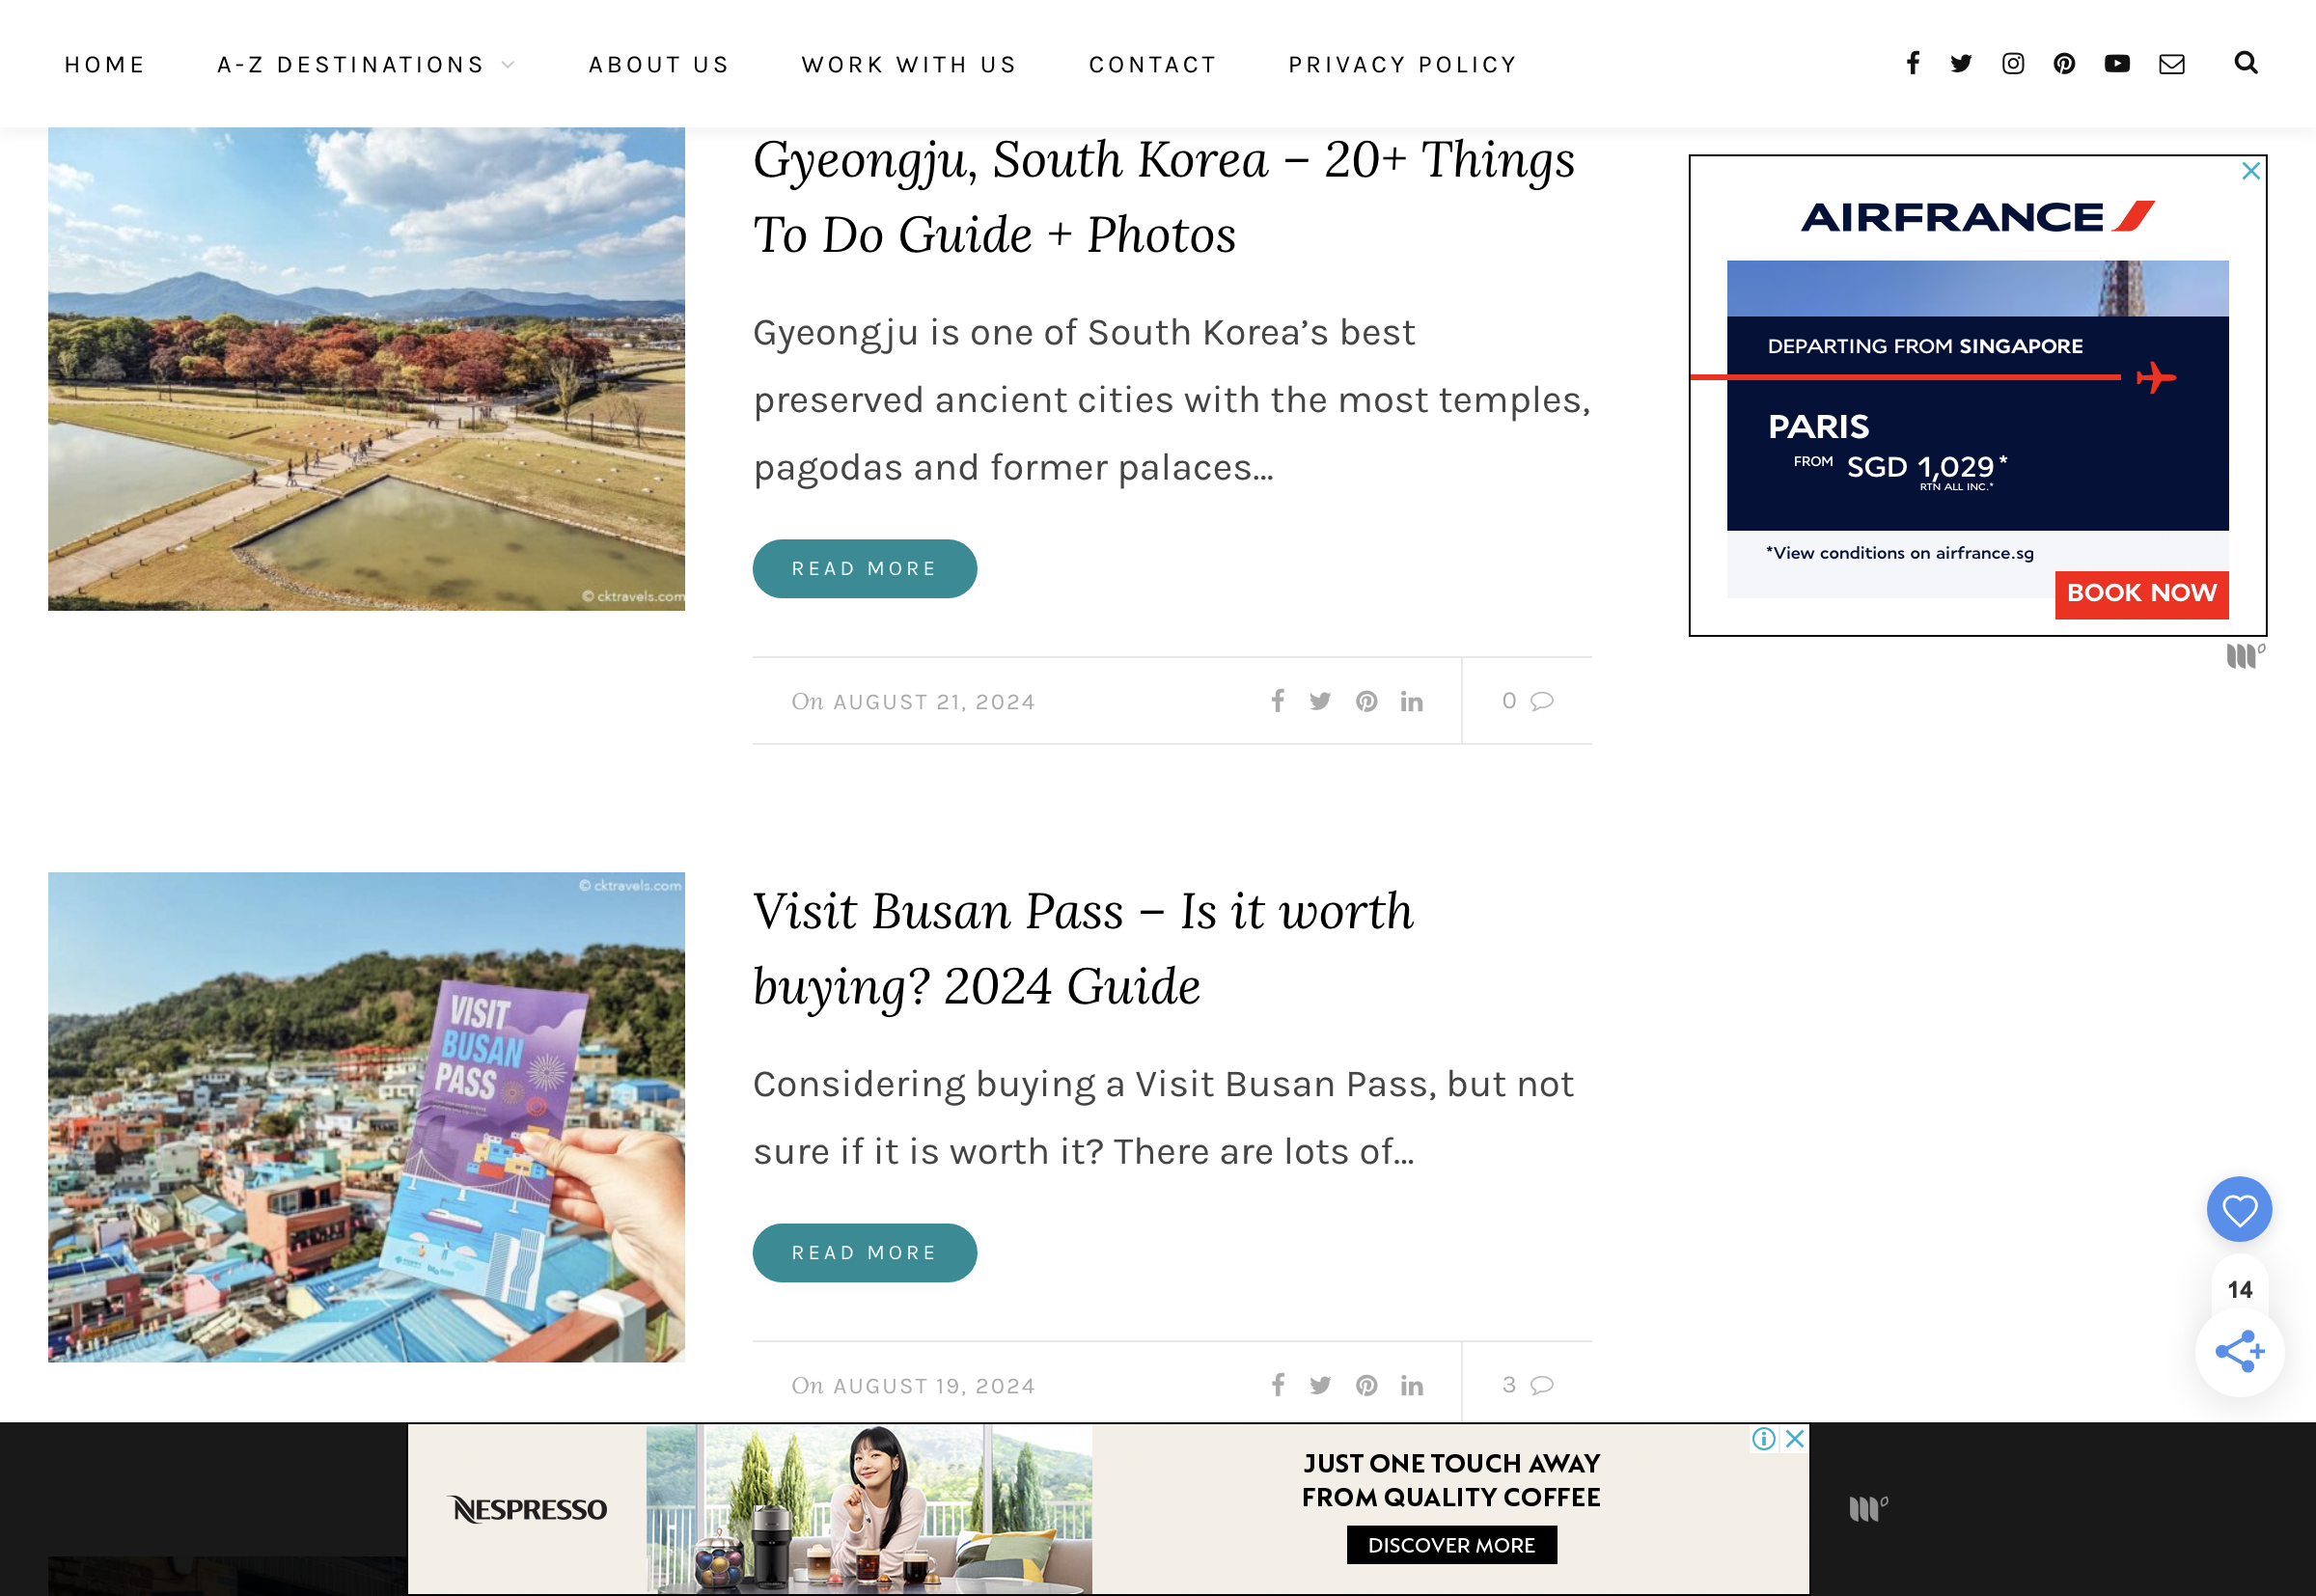 HOME A-Z DESTINATIONS ABOUT US WORK WITH US CONTACT PRIVACY POLICY
Gyeongju, South Korea – 20+ Things
To Do Guide + Photos
Gyeongju is one of South Korea’s best
preserved ancient cities with the most temples,
pagodas and former palaces...
READ MORE
© cktravels.com
On AUGUST 21, 2024
0
AIRFRANCE
DEPARTING FROM SINGAPORE
PARIS
FROM SGD 1,029*
RTN ALL INC.*
*View conditions on airfrance.sg
BOOK NOW
© cktravels.com
VISIT
BUSAN
PASS
Visit Busan Pass – Is it worth
buying? 2024 Guide
Considering buying a Visit Busan Pass, but not
sure if it is worth it? There are lots of...
READ MORE
On AUGUST 19, 2024
3
14
NESPRESSO
JUST ONE TOUCH AWAY
FROM QUALITY COFFEE
DISCOVER MORE